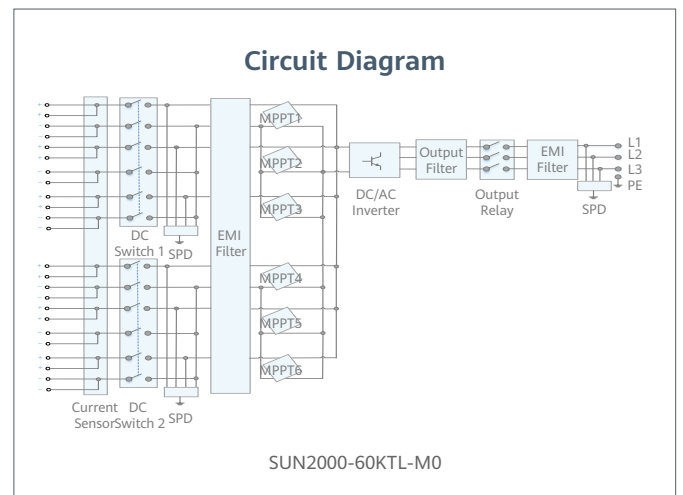 Circuit Diagram
MPPT1
MPPT2
MPPT3
MPPT4
MPPT5
MPPT6
EMI
Filter
DC
Switch 1
SPD
Current
Sensor
DC
Switch 2
SPD
DC/AC
Inverter
Output
Filter
Output
Relay
EMI
Filter
SPD
L1
L2
L3
PE
SUN2000-60KTL-M0